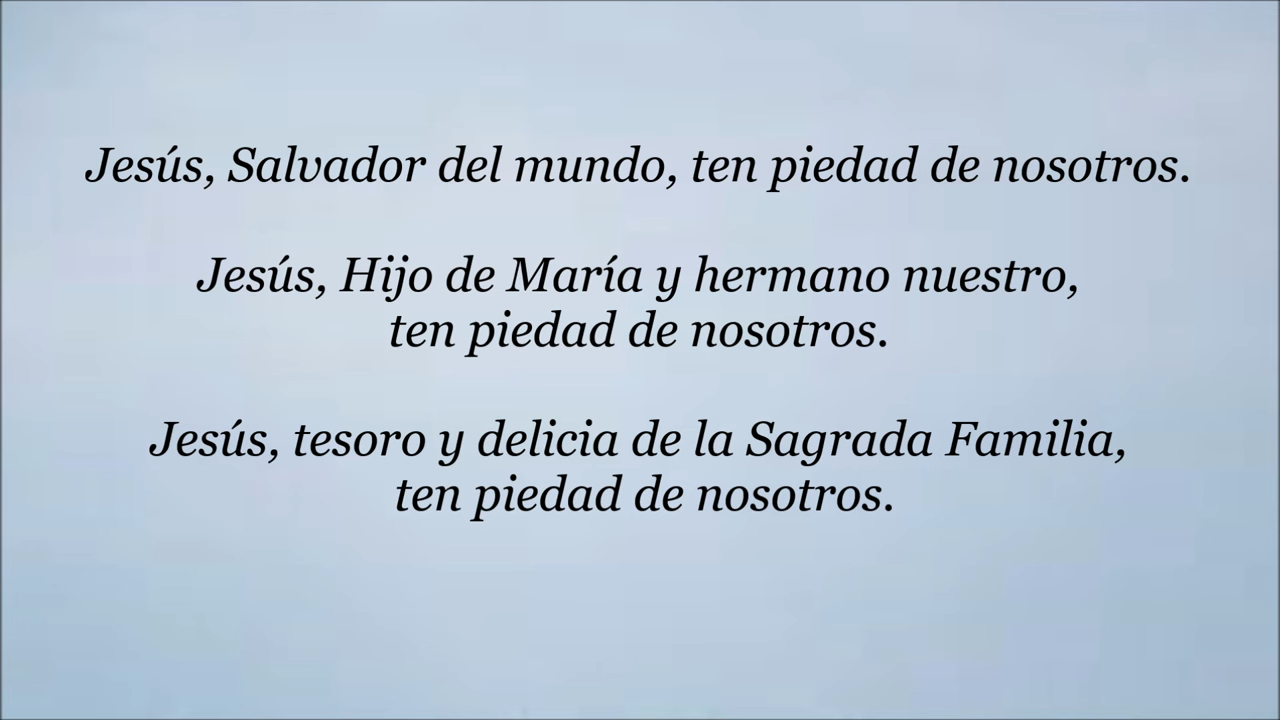 Jesús, Salvador del mundo, ten piedad de nosotros.
Jesús, Hijo de María y hermano nuestro,
ten piedad de nosotros.
Jesús, tesoro y delicia de la Sagrada Familia,
ten piedad de nosotros.